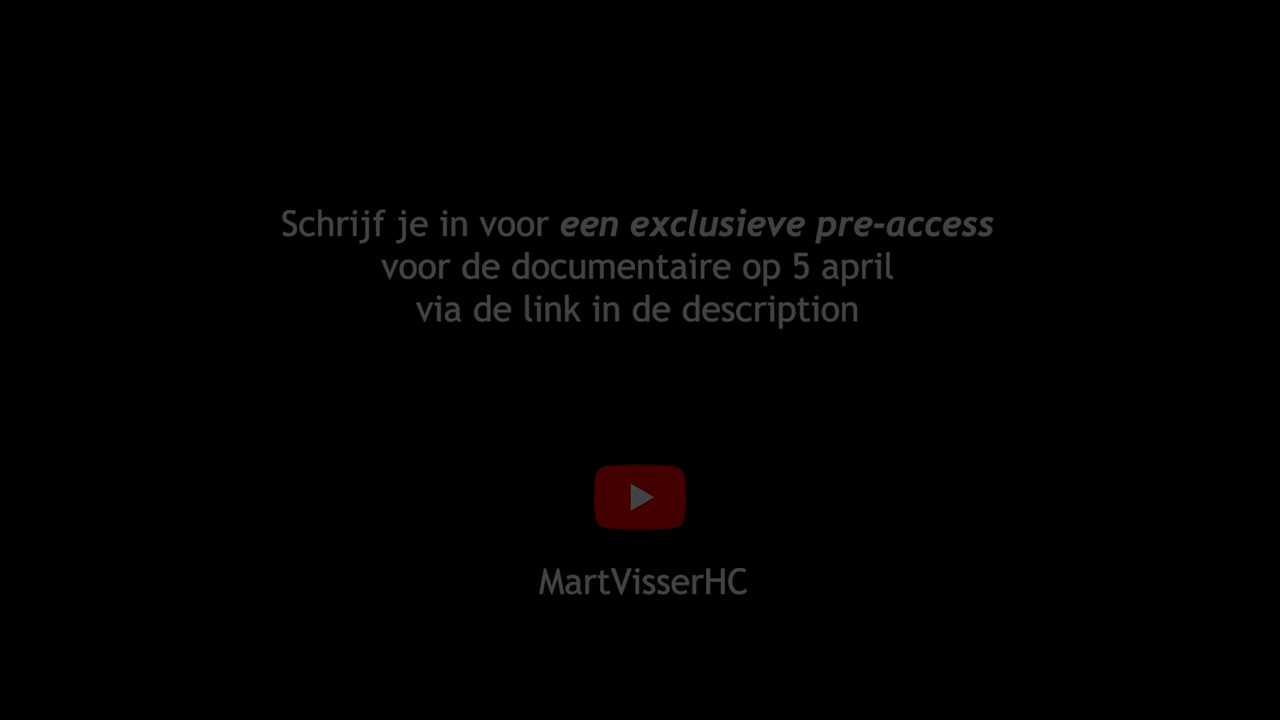 Schrijf je in voor een exclusieve pre-access
voor de documentaire op 5 april
via de link in de description
MartVisserHC